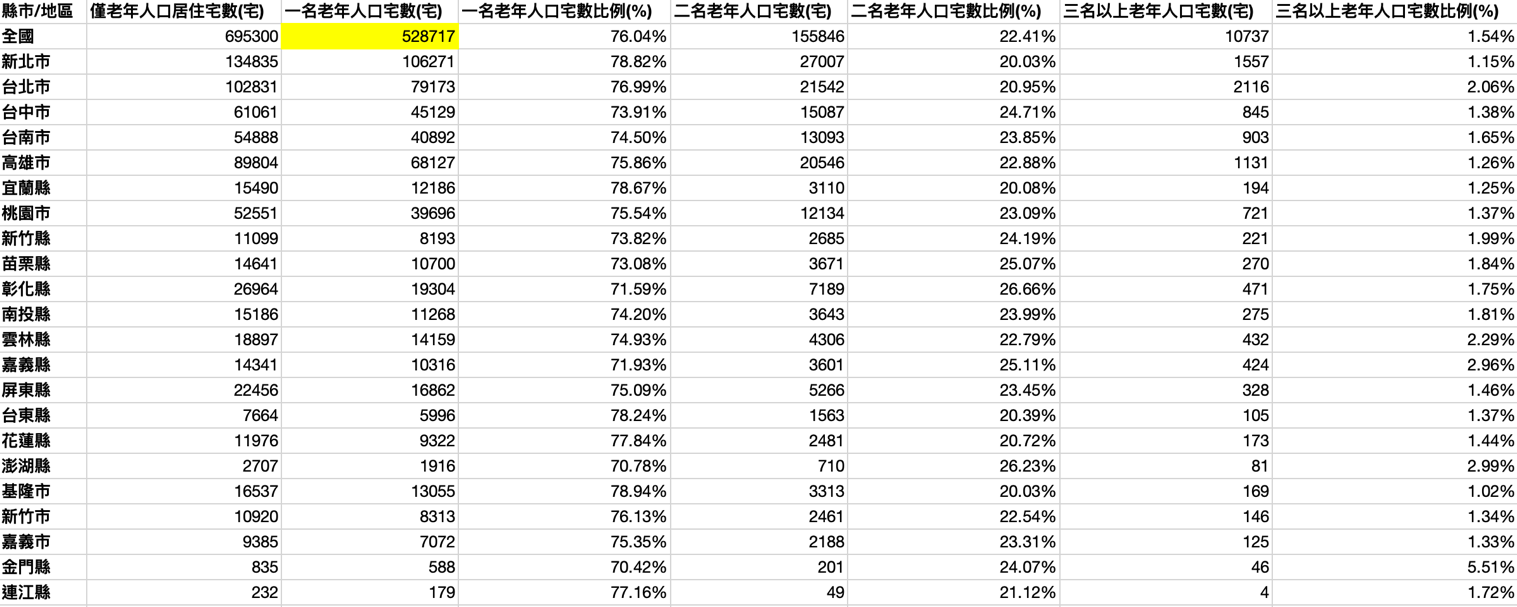 縣市/地區 僅老年人口居住宅數(宅) 一名老年人口宅數(宅) 一名老年人口宅數比例(%) 二名老年人口宅數(宅) 二名老年人口宅數比例(%) 三名以上老年人口宅數(宅) 三名以上老年人口宅數比例(%)
全國 695300 528717 76.04% 155846 22.41% 10737 1.54%
新北市 134835 106271 78.82% 27007 20.03% 1557 1.15%
台北市 102831 79173 76.99% 21542 20.95% 2116 2.06%
台中市 61061 45129 73.91% 15087 24.71% 845 1.38%
台南市 54888 40892 74.50% 13093 23.85% 903 1.65%
高雄市 89804 68127 75.86% 20546 22.88% 1131 1.26%
宜蘭縣 15490 12186 78.67% 3110 20.08% 194 1.25%
桃園市 52551 39696 75.54% 12134 23.09% 721 1.37%
新竹縣 11099 8193 73.82% 2685 24.19% 221 1.99%
苗栗縣 14641 10700 73.08% 3671 25.07% 270 1.84%
彰化縣 26964 19304 71.59% 7189 26.66% 471 1.75%
南投縣 15186 11268 74.20% 3643 23.99% 275 1.81%
雲林縣 18897 14159 74.93% 4306 22.79% 432 2.29%
嘉義縣 14341 10316 71.93% 3601 25.11% 424 2.96%
屏東縣 22456 16862 75.09% 5266 23.45% 328 1.46%
台東縣 7664 5996 78.24% 1563 20.39% 105 1.37%
花蓮縣 11976 9322 77.84% 2481 20.72% 173 1.44%
澎湖縣 2707 1916 70.78% 710 26.23% 81 2.99%
基隆市 16537 13055 78.94% 3313 20.03% 169 1.02%
新竹市 10920 8313 76.13% 2461 22.54% 146 1.34%
嘉義市 9385 7072 75.35% 2188 23.31% 125 1.33%
金門縣 835 588 70.42% 201 24.07% 46 5.51%
連江縣 232 179 77.16% 49 21.12% 4 1.72%